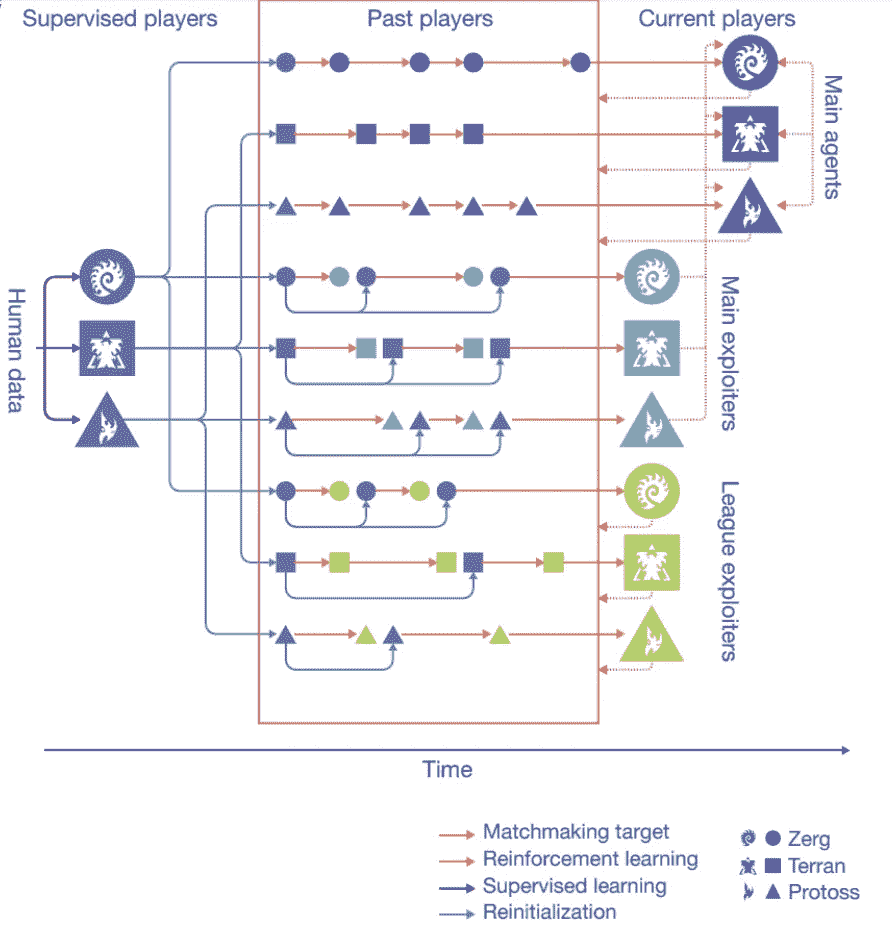 Supervised players
Past players
Current players
Main agents
Human data
Main exploiters
League exploiters
Time
Matchmaking target
Reinforcement learning
Supervised learning
Reinitialization
Zerg
Terran
Protoss